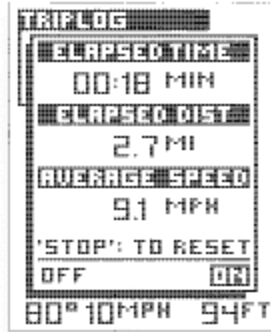 TRIPLOG
ELAPSED TIME
00:18 MIN
ELAPSED DIST
2.7 MI
AVERAGE SPEED
9.1 MPH
'STOP': TO RESET
OFF ON
80° 10MPH 94FT